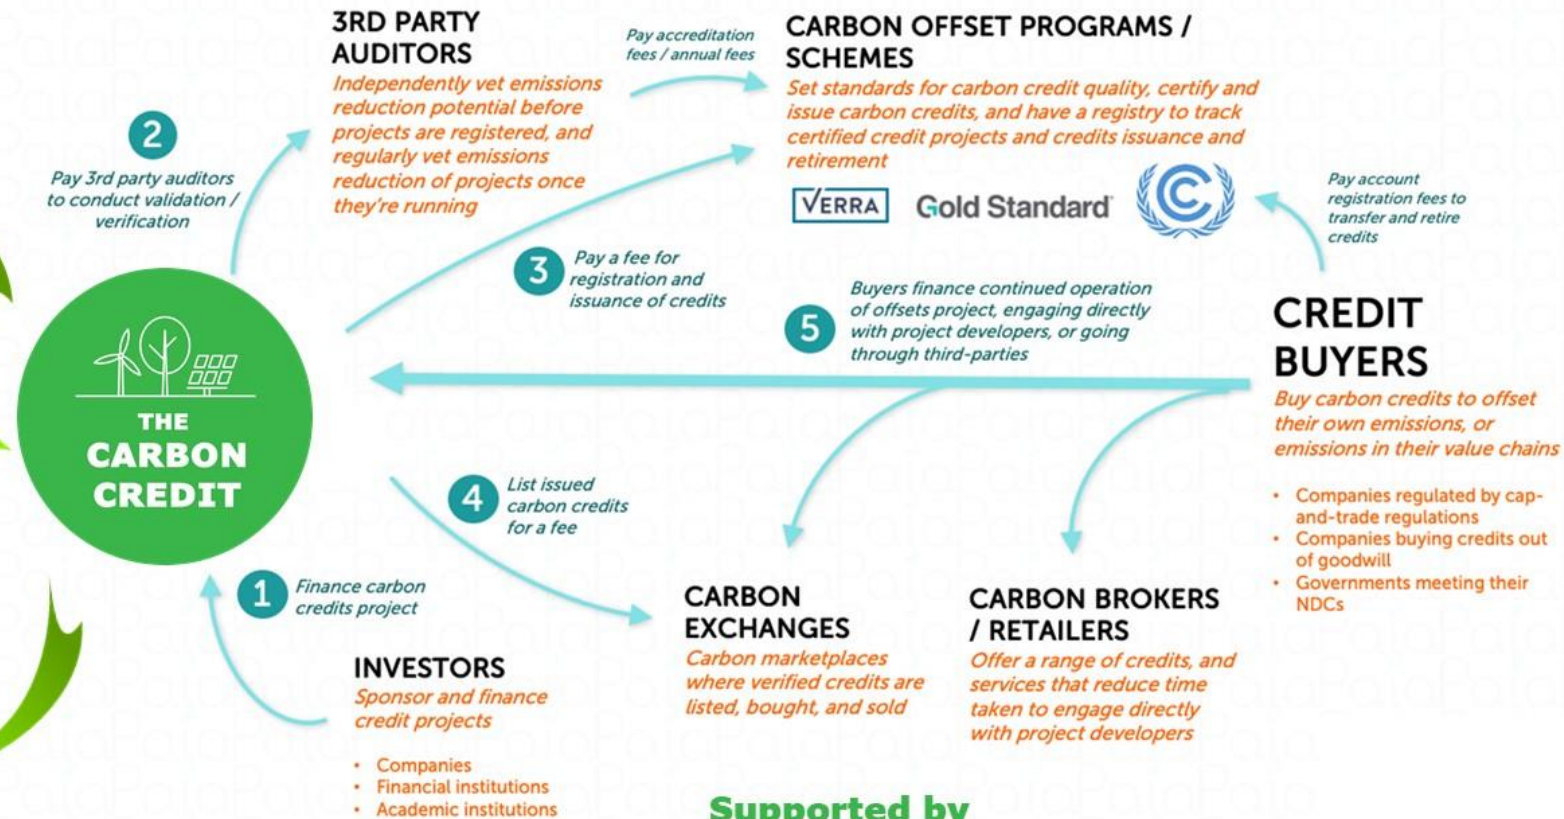 3RD PARTY
AUDITORS
Independently vet emissions
reduction potential before
projects are registered, and
regularly vet emissions
reduction of projects once
they're running
Pay accreditation
fees / annual fees
CARBON OFFSET PROGRAMS /
SCHEMES
Set standards for carbon credit quality, certify and
issue carbon credits, and have a registry to track
certified credit projects and credits issuance and
retirement
VERRA
Gold Standard
2
Pay 3rd party auditors
to conduct validation /
verification
Pay account
registration fees to
transfer and retire
credits
3
Pay a fee for
registration and
issuance of credits
5
Buyers finance continued operation
of offsets project, engaging directly
with project developers, or going
through third-parties
CREDIT
BUYERS
Buy carbon credits to offset
their own emissions, or
emissions in their value chains
• Companies regulated by cap-
and-trade regulations
• Companies buying credits out
of goodwill
• Governments meeting their
NDCs
THE
CARBON
CREDIT
4
List issued
carbon credits
for a fee
1
Finance carbon
credits project
INVESTORS
Sponsor and finance
credit projects
• Companies
• Financial institutions
• Academic institutions
CARBON
EXCHANGES
Carbon marketplaces
where verified credits are
listed, bought, and sold
CARBON BROKERS
/ RETAILERS
Offer a range of credits, and
services that reduce time
taken to engage directly
with project developers
Supported by